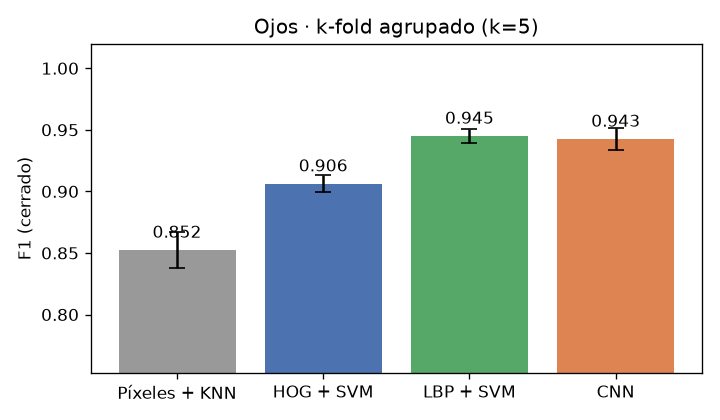 Ojos · k-fold agrupado (k=5)
F1 (cerrado)
1.00
0.95
0.90
0.85
0.80
0.852
0.906
0.945
0.943
Píxeles + KNN
HOG + SVM
LBP + SVM
CNN